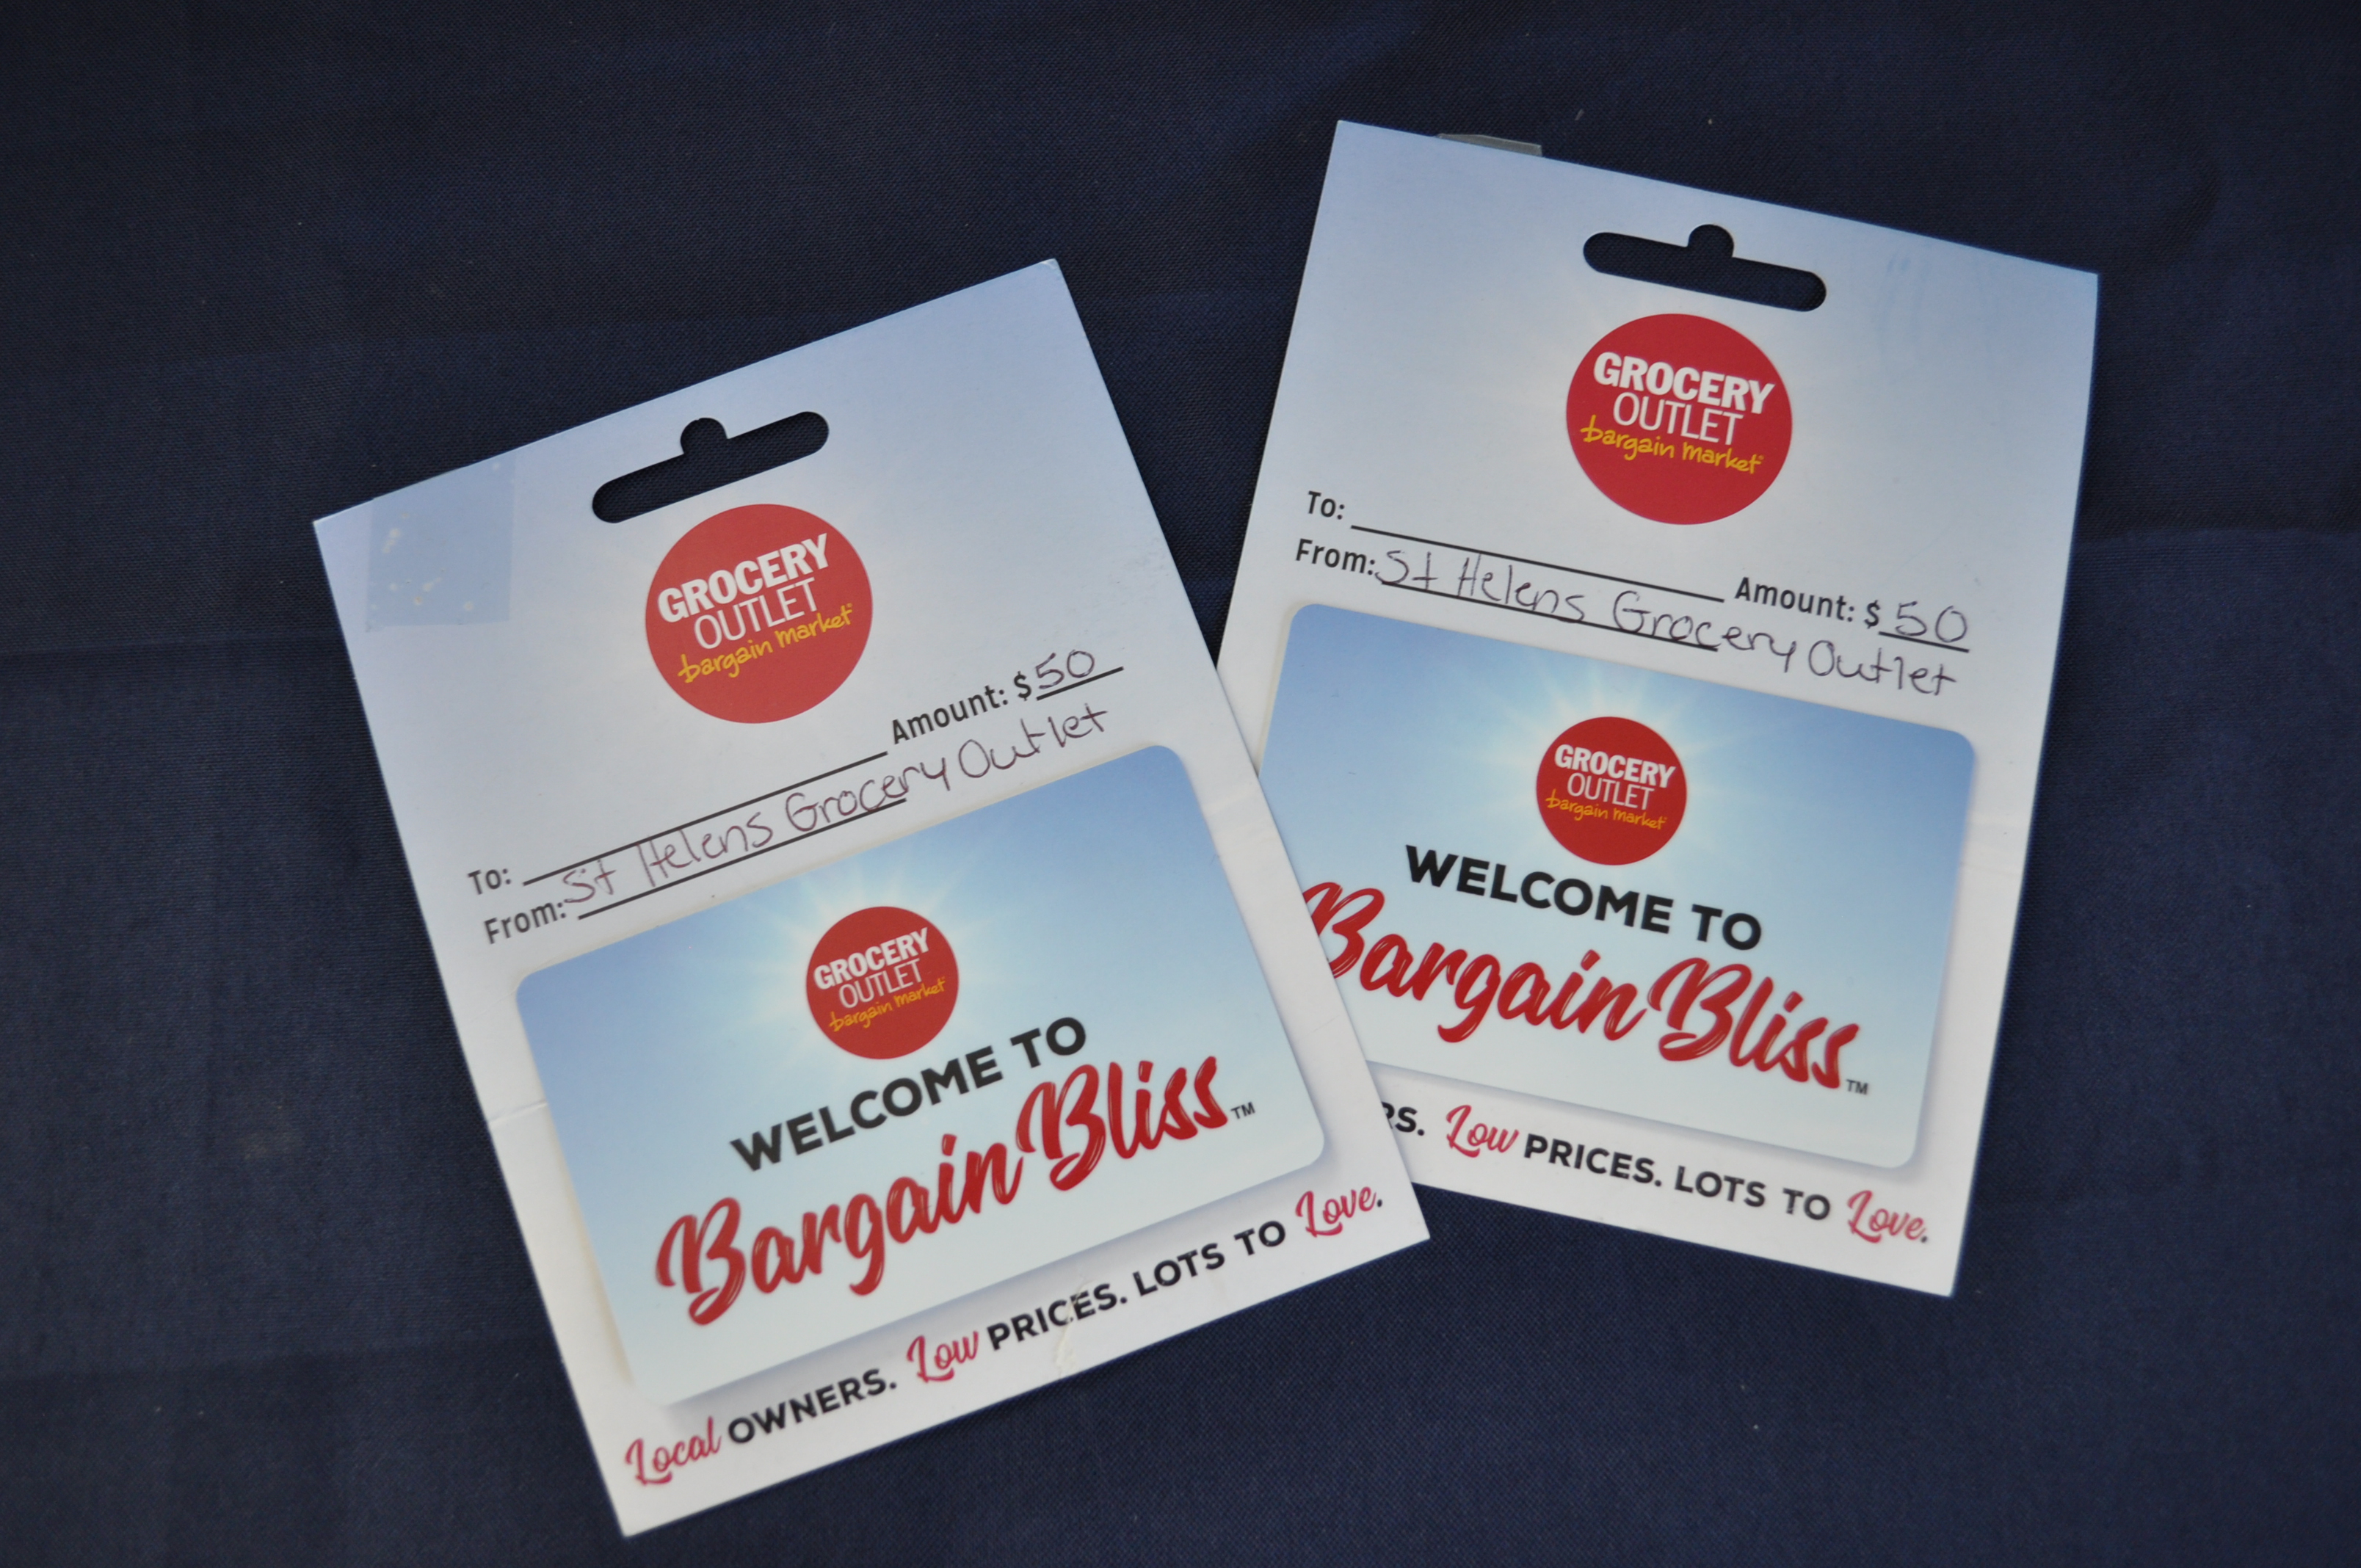 GROCERY
OUTLET
bargain market
To: Amount: $50
From: St Helens Grocery Outlet
GROCERY
OUTLET
bargain market
WELCOME TO
Bargain Bliss™
Local OWNERS. Low PRICES. LOTS TO Love.
GROCERY
OUTLET
bargain market
To: Amount: $50
From: St Helens Grocery Outlet
GROCERY
OUTLET
bargain market
WELCOME TO
Bargain Bliss™
RS. Low PRICES. LOTS TO Love.